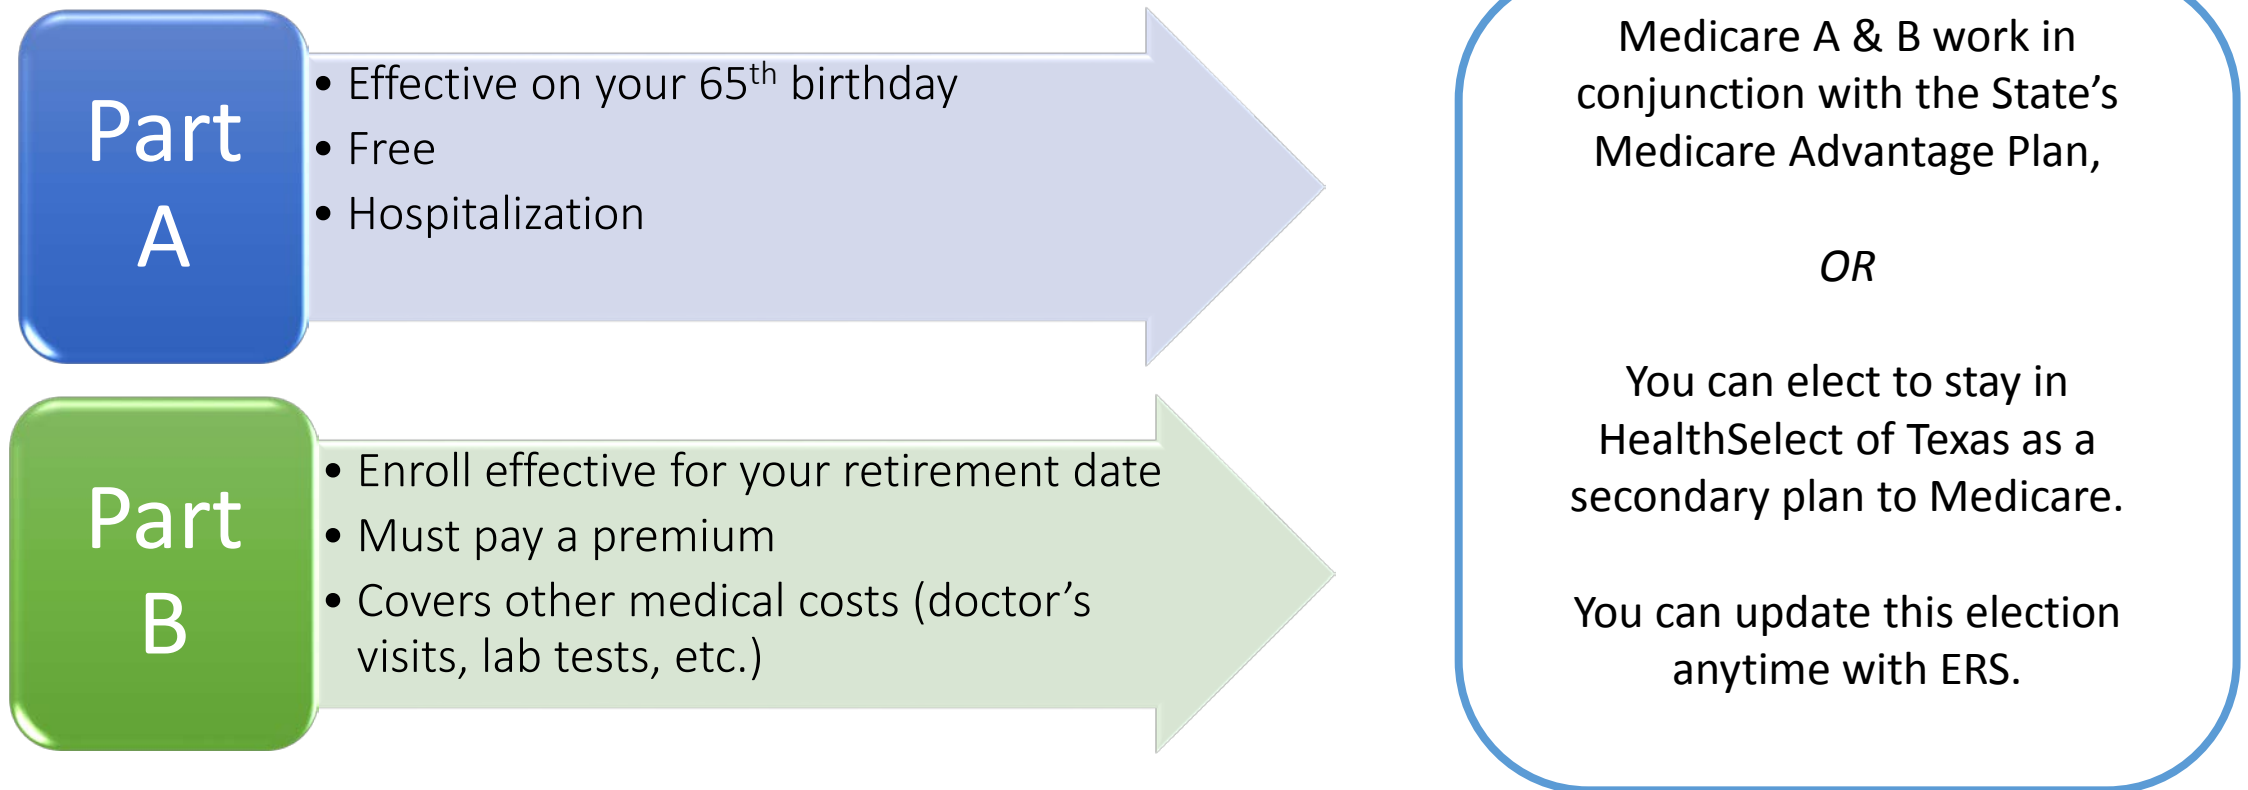 Part
A
• Effective on your 65th birthday
• Free
• Hospitalization
Part
B
• Enroll effective for your retirement date
• Must pay a premium
• Covers other medical costs (doctor’s
visits, lab tests, etc.)
Medicare A & B work in
conjunction with the State’s
Medicare Advantage Plan,
OR
You can elect to stay in
HealthSelect of Texas as a
secondary plan to Medicare.
You can update this election
anytime with ERS.